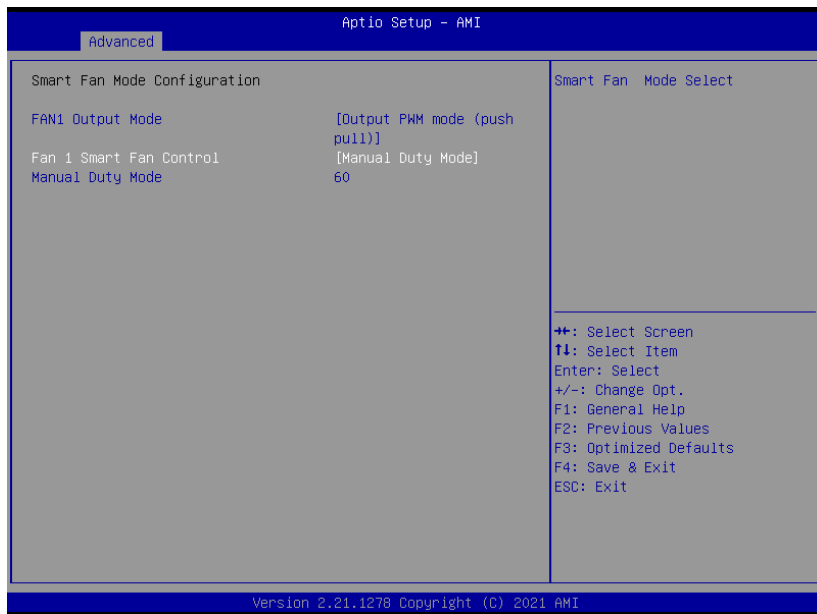 Aptio Setup – AMI
Advanced
Smart Fan Mode Configuration
FAN1 Output Mode [Output PWM mode (push
pull)]
Fan 1 Smart Fan Control [Manual Duty Mode]
Manual Duty Mode 60
Smart Fan  Mode Select
→←: Select Screen
↑↓: Select Item
Enter: Select
+/-: Change Opt.
F1: General Help
F2: Previous Values
F3: Optimized Defaults
F4: Save & Exit
ESC: Exit
Version 2.21.1278 Copyright (C) 2021 AMI